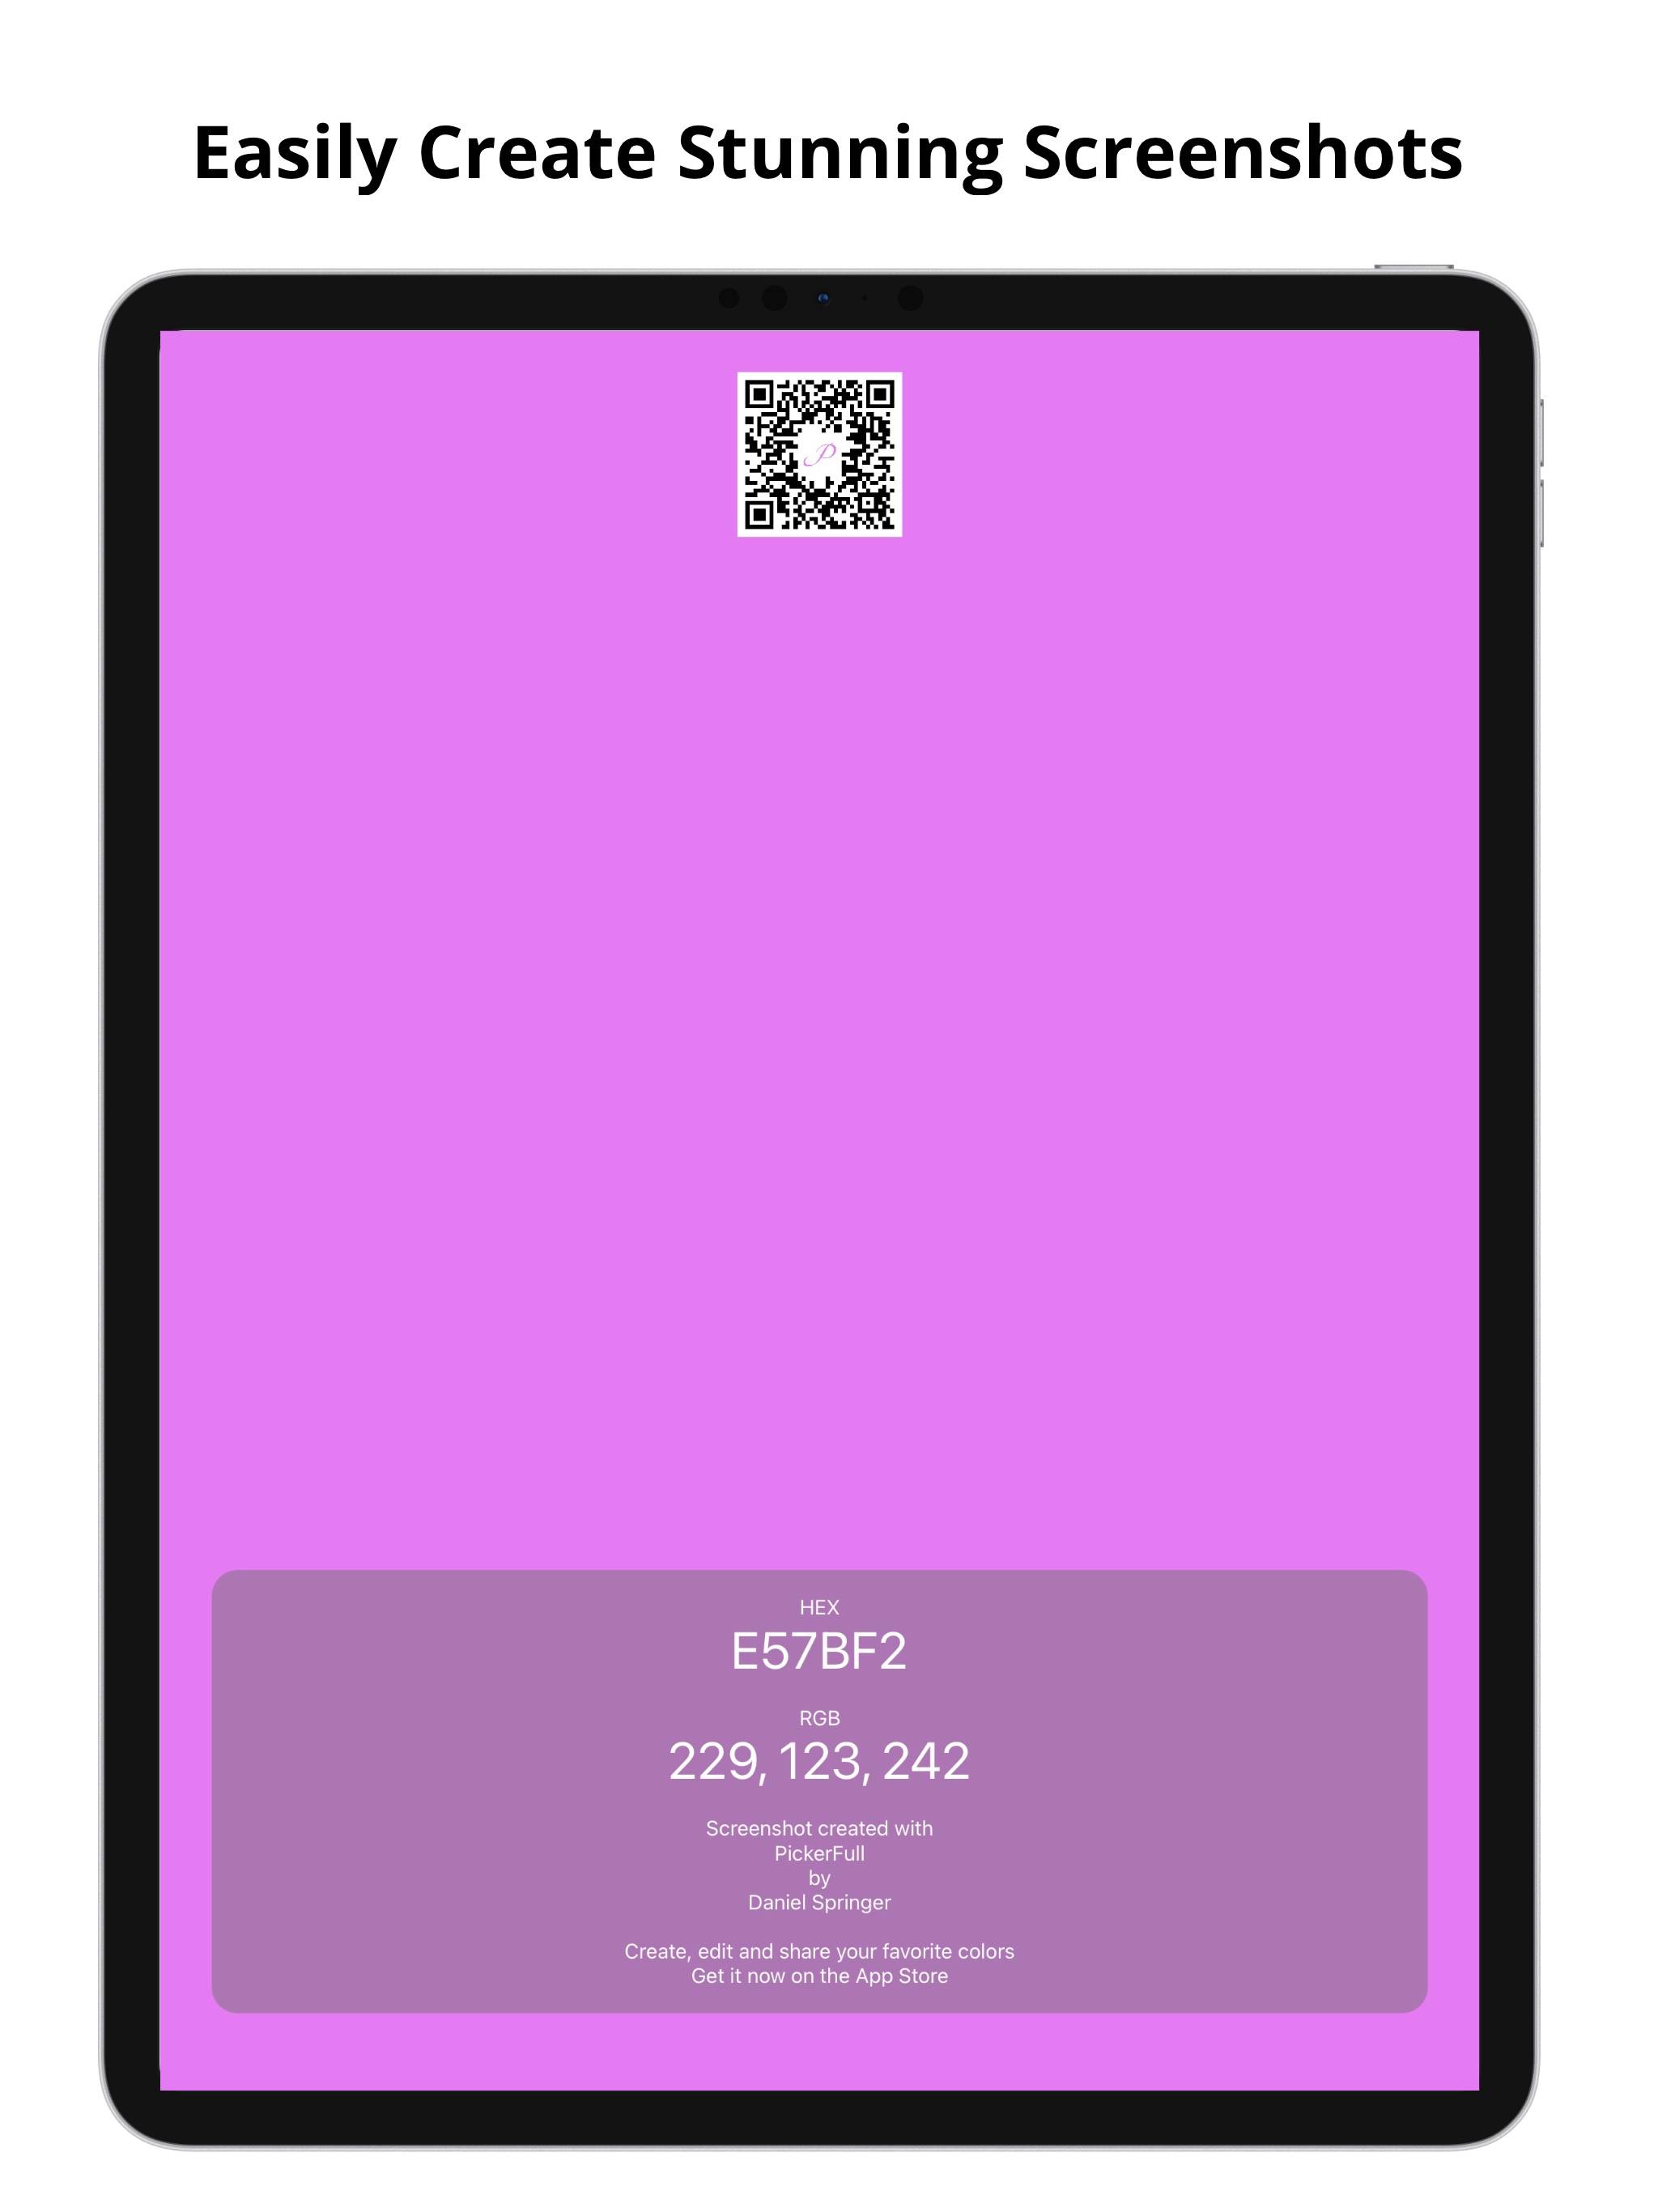 Easily Create Stunning Screenshots
P
HEX
E57BF2
RGB
229, 123, 242
Screenshot created with
PickerFull
by
Daniel Springer
Create, edit and share your favorite colors
Get it now on the App Store